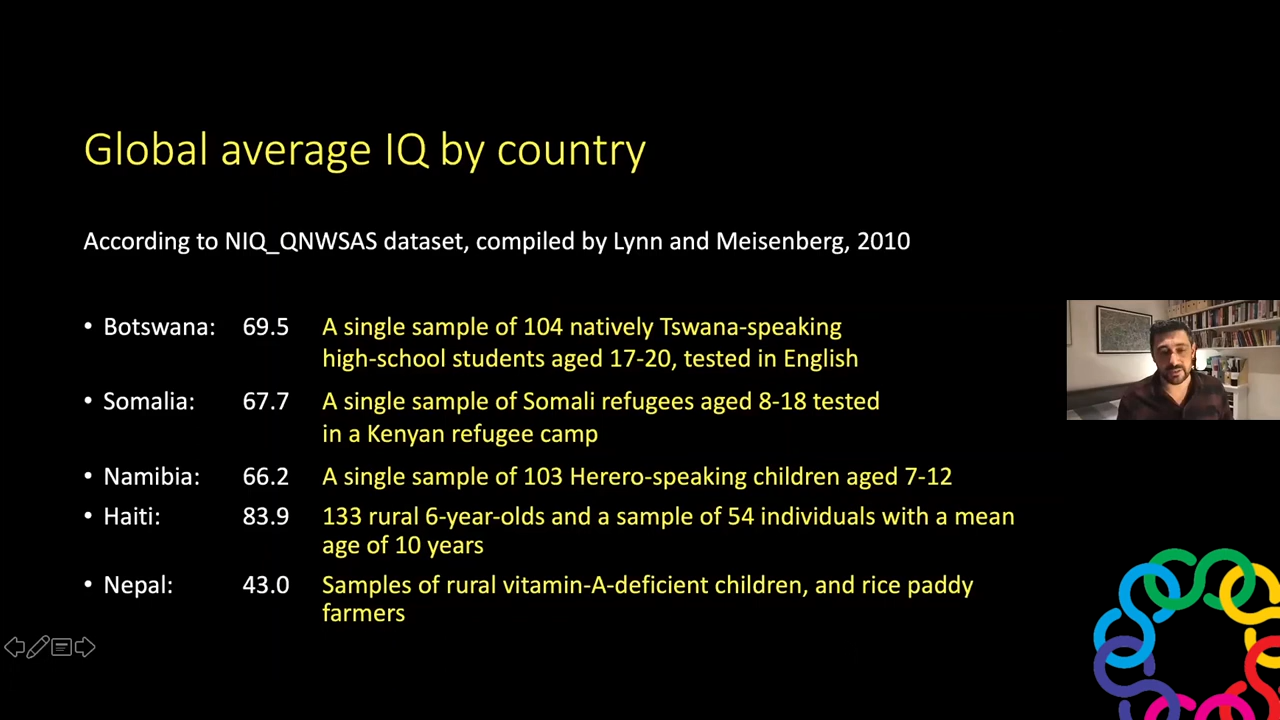 Global average IQ by country
According to NIQ_QNWSAS dataset, compiled by Lynn and Meisenberg, 2010
• Botswana: 69.5 A single sample of 104 natively Tswana-speaking
high-school students aged 17-20, tested in English
• Somalia: 67.7 A single sample of Somali refugees aged 8-18 tested
in a Kenyan refugee camp
• Namibia: 66.2 A single sample of 103 Herero-speaking children aged 7-12
• Haiti: 83.9 133 rural 6-year-olds and a sample of 54 individuals with a mean
age of 10 years
• Nepal: 43.0 Samples of rural vitamin-A-deficient children, and rice paddy
farmers